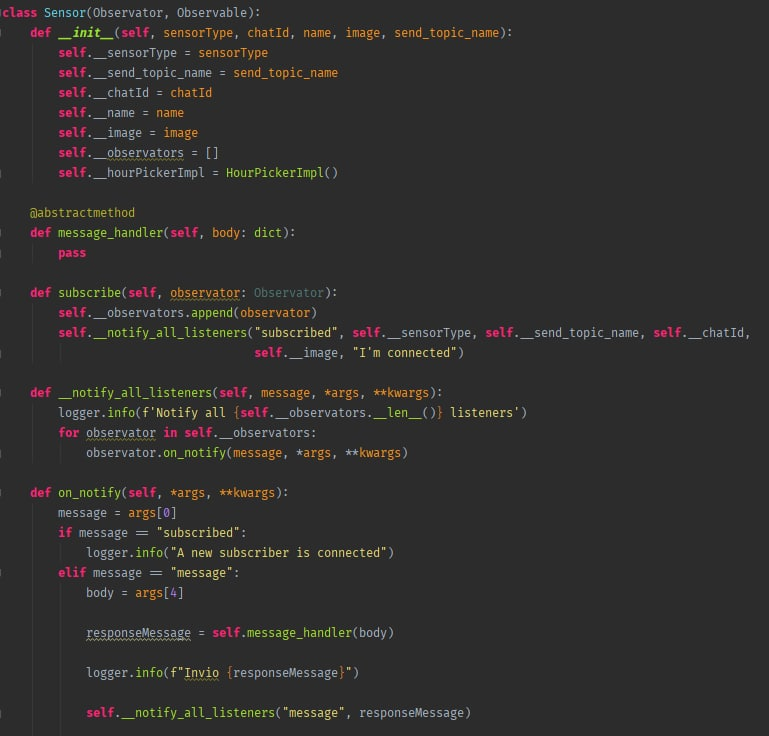 class Sensor(Observator, Observable):
    def __init__(self, sensorType, chatId, name, image, send_topic_name):
        self.__sensorType = sensorType
        self.__send_topic_name = send_topic_name
        self.__chatId = chatId
        self.__name = name
        self.__image = image
        self.__observators = []
        self.__hourPickerImpl = HourPickerImpl()
    @abstractmethod
    def message_handler(self, body: dict):
        pass
    def subscribe(self, observator: Observator):
        self.__observators.append(observator)
        self.__notify_all_listeners("subscribed", self.__sensorType, self.__send_topic_name, self.__chatId,
                                    self.__image, "I'm connected")
    def __notify_all_listeners(self, message, *args, **kwargs):
        logger.info(f'Notify all {self.__observators.__len__()} listeners')
        for observator in self.__observators:
            observator.on_notify(message, *args, **kwargs)
    def on_notify(self, *args, **kwargs):
        message = args[0]
        if message == "subscribed":
            logger.info("A new subscriber is connected")
        elif message == "message":
            body = args[4]
            responseMessage = self.message_handler(body)
            logger.info(f"Invio {responseMessage}")
            self.__notify_all_listeners("message", responseMessage)